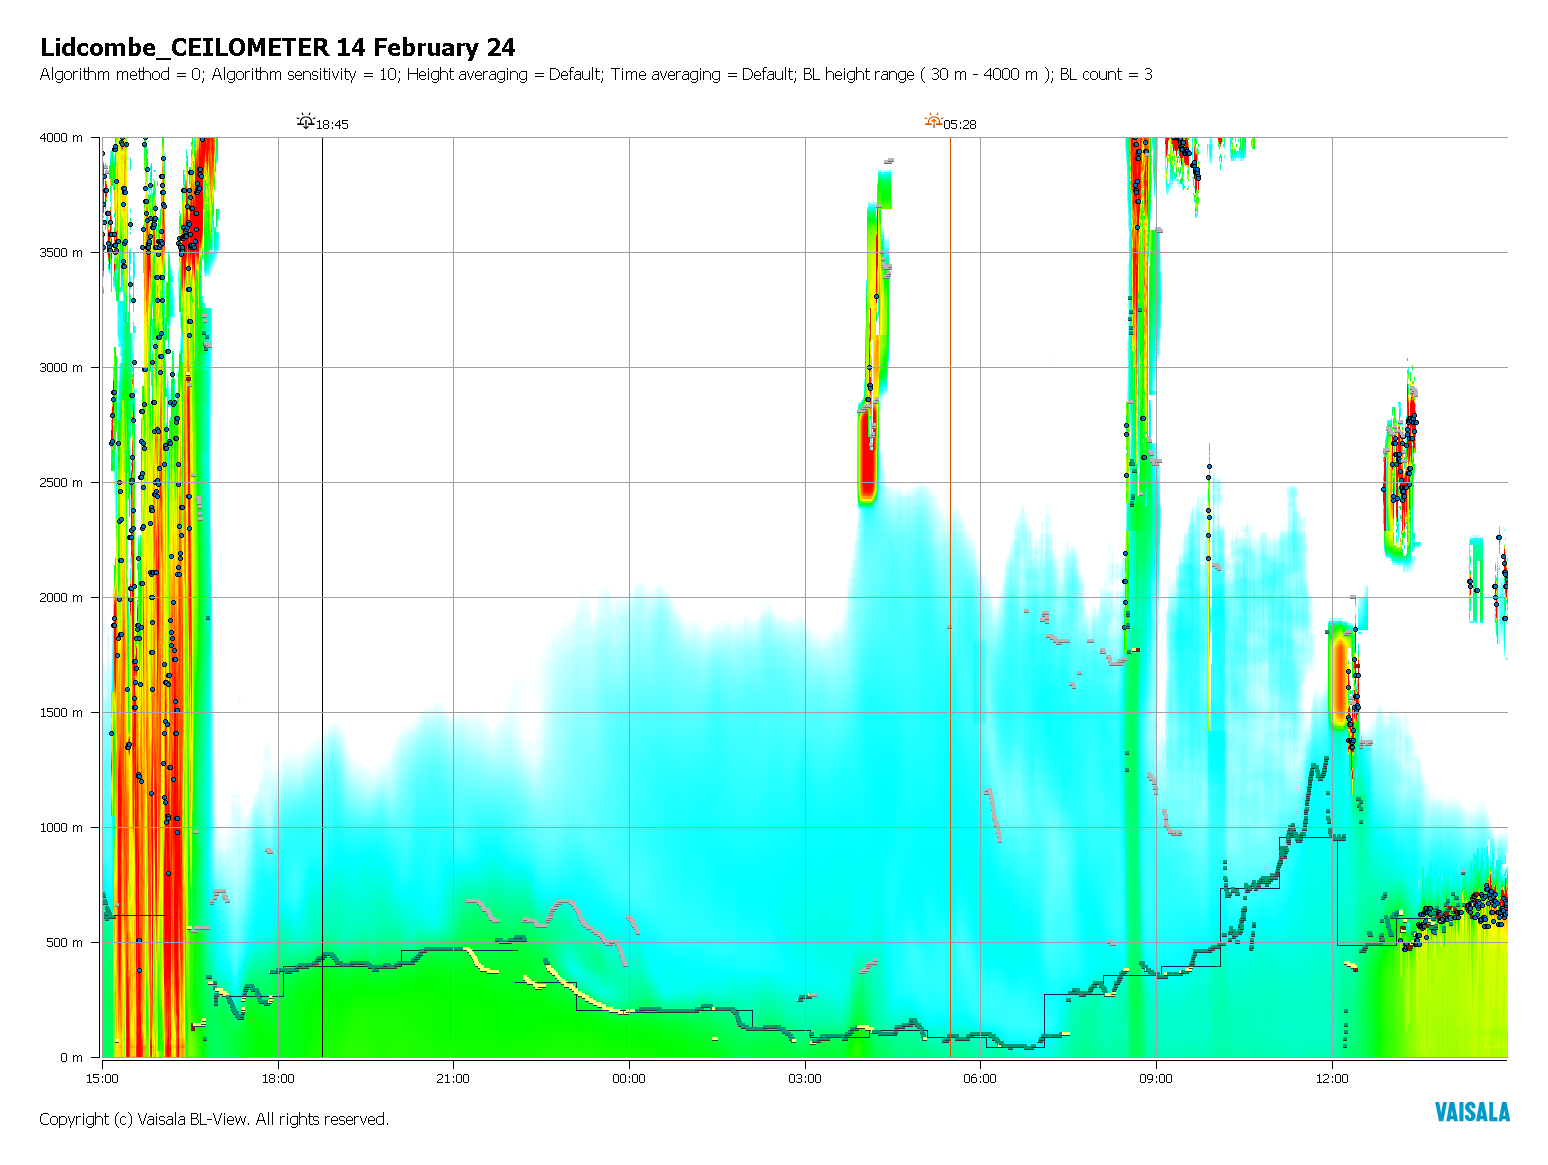 Lidcombe_CEILOMETER 14 February 24
Algorithm method = 0; Algorithm sensitivity = 10; Height averaging = Default; Time averaging = Default; BL height range ( 30 m - 4000 m ); BL count = 3
18:45
05:28
4000 m
3500 m
3000 m
2500 m
2000 m
1500 m
1000 m
500 m
0 m
15:00
18:00
21:00
00:00
03:00
06:00
09:00
12:00
Copyright (c) Vaisala BL-View. All rights reserved.
VAISALA